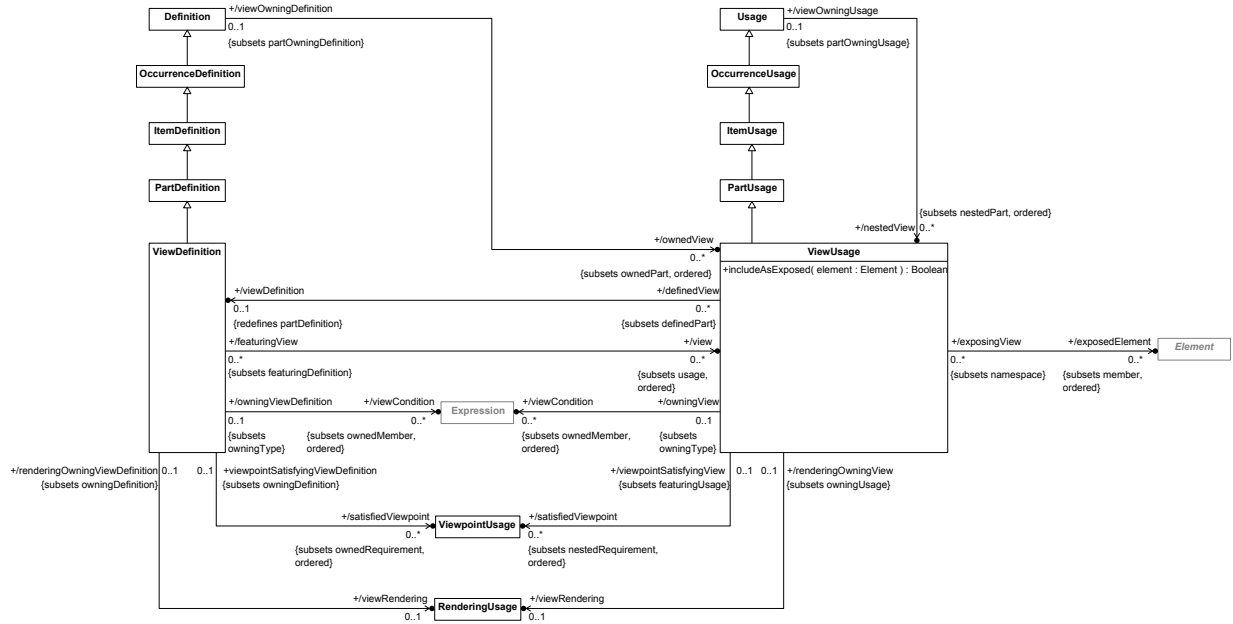 Definition
+/viewOwningDefinition
0..1
{subsets partOwningDefinition}
Usage
+/viewOwningUsage
0..1
{subsets partOwningUsage}
OccurrenceDefinition
OccurrenceUsage
ItemDefinition
ItemUsage
PartDefinition
PartUsage
{subsets nestedPart, ordered}
+/nestedView 0..*
ViewDefinition
+/ownedView
0..*
{subsets ownedPart, ordered}
ViewUsage
+includeAsExposed( element : Element ) : Boolean
+/viewDefinition
0..1
{redefines partDefinition}
+/definedView
0..*
{subsets definedPart}
+/featuringView
0..*
{subsets featuringDefinition}
+/view
0..*
{subsets usage,
ordered}
+/exposingView
0..*
{subsets namespace}
+/exposedElement
0..*
{subsets member,
ordered}
Element
+/owningViewDefinition
0..1
{subsets
owningType}
+/viewCondition
0..*
{subsets ownedMember,
ordered}
Expression
+/viewCondition
0..*
{subsets ownedMember,
ordered}
+/owningView
0..1
{subsets
owningType}
+/renderingOwningViewDefinition 0..1
{subsets owningDefinition}
0..1 +/viewpointSatisfyingViewDefinition
{subsets owningDefinition}
+/viewpointSatisfyingView 0..1
{subsets featuringUsage}
0..1 +/renderingOwningView
{subsets owningUsage}
+/satisfiedViewpoint
0..*
{subsets ownedRequirement,
ordered}
ViewpointUsage
+/satisfiedViewpoint
0..*
{subsets nestedRequirement,
ordered}
+/viewRendering
0..1
RenderingUsage
+/viewRendering
0..1